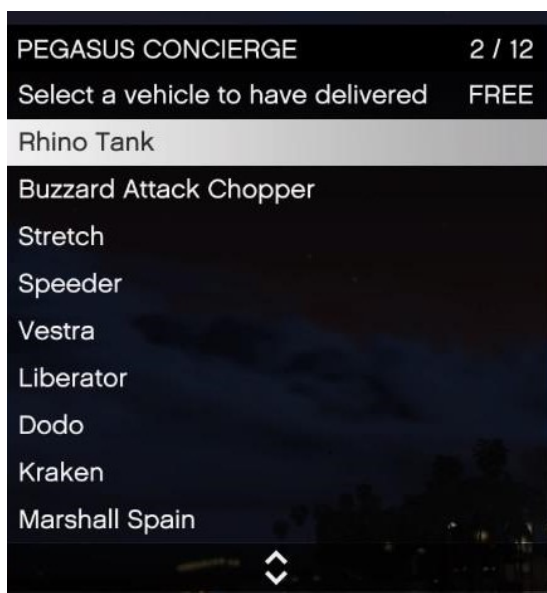 PEGASUS CONCIERGE 2 / 12
Select a vehicle to have delivered FREE
Rhino Tank
Buzzard Attack Chopper
Stretch
Speeder
Vestra
Liberator
Dodo
Kraken
Marshall Spain